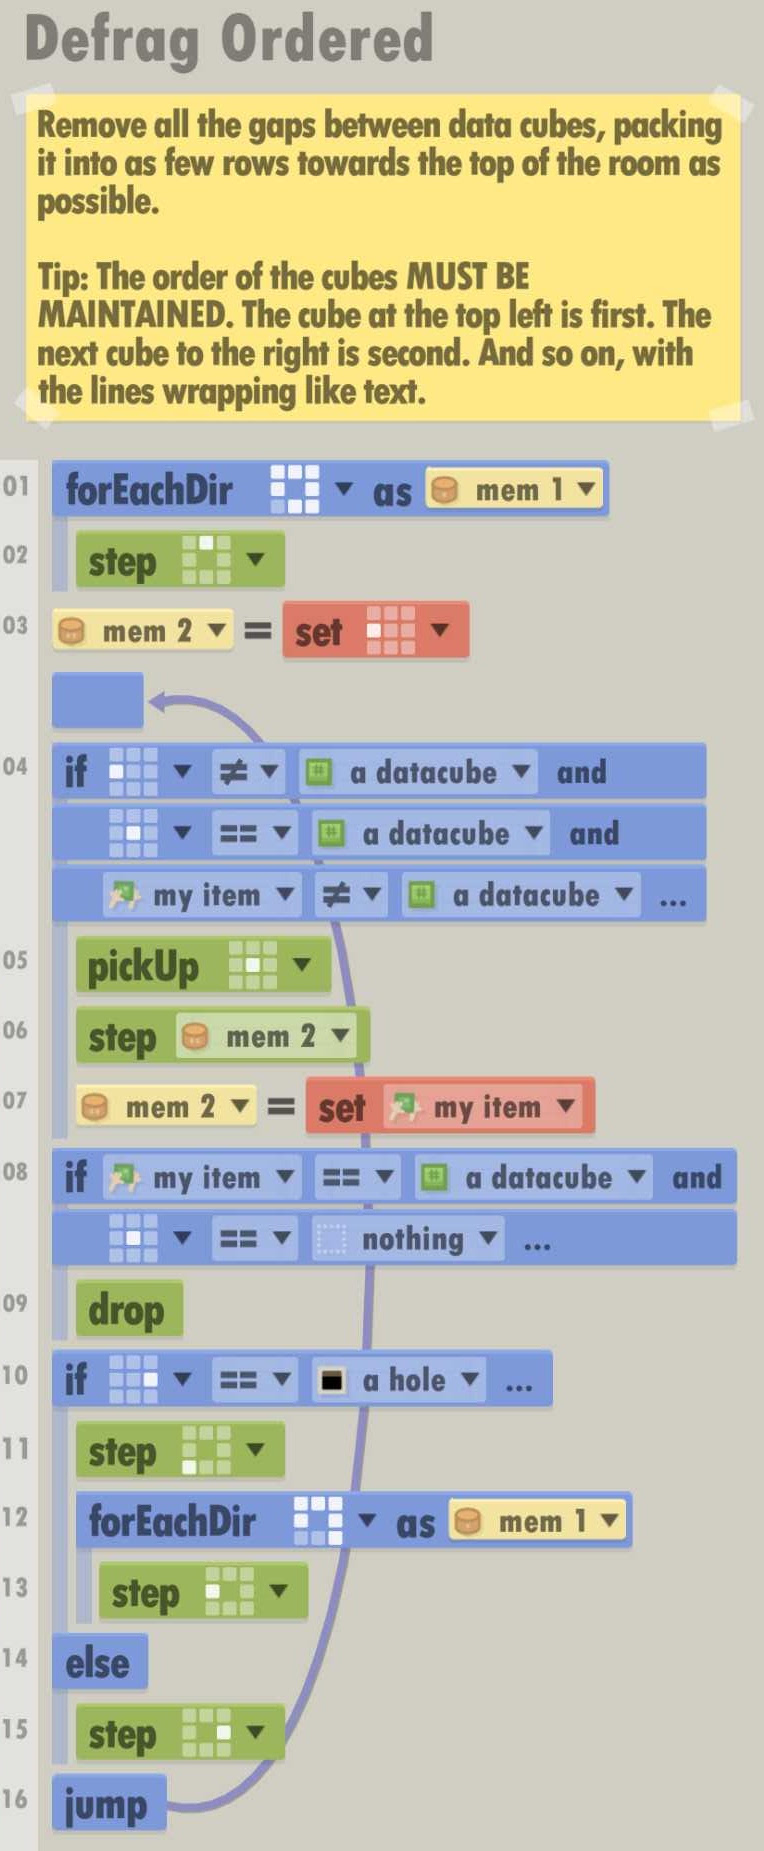 Defrag Ordered
Remove all the gaps between data cubes, packing
it into as few rows towards the top of the room as
possible.
Tip: The order of the cubes MUST BE
MAINTAINED. The cube at the top left is first. The
next cube to the right is second. And so on, with
the lines wrapping like text.
01 forEachDir as mem 1
02 step
03 mem 2 = set
04 if ≠ a datacube and
== a datacube and
my item ≠ a datacube ...
05 pickUp
06 step mem 2
07 mem 2 = set my item
08 if my item == a datacube and
== nothing ...
09 drop
10 if == a hole ...
11 step
12 forEachDir as mem 1
13 step
14 else
15 step
16 jump